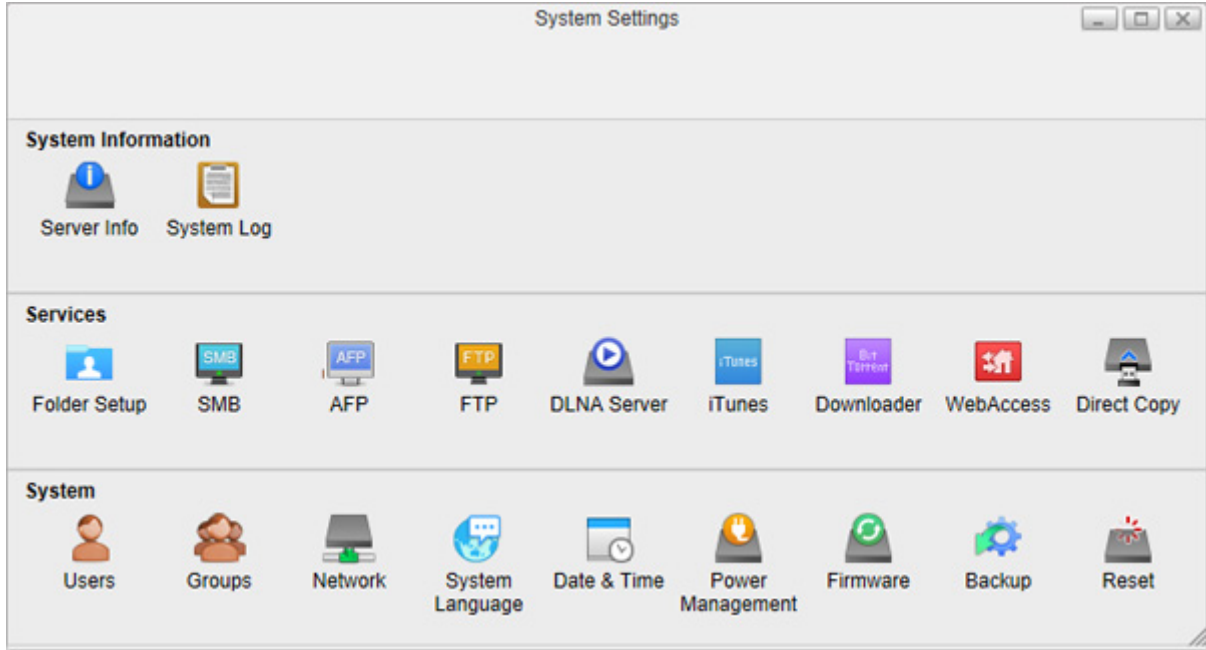 System Settings
System Information
Server Info System Log
Services
SMB AFP FTP iTunes Bit
Torrent
Folder Setup SMB AFP FTP DLNA Server iTunes Downloader WebAccess Direct Copy
System
Users Groups Network System Date & Time Power Firmware Backup Reset
Language Management